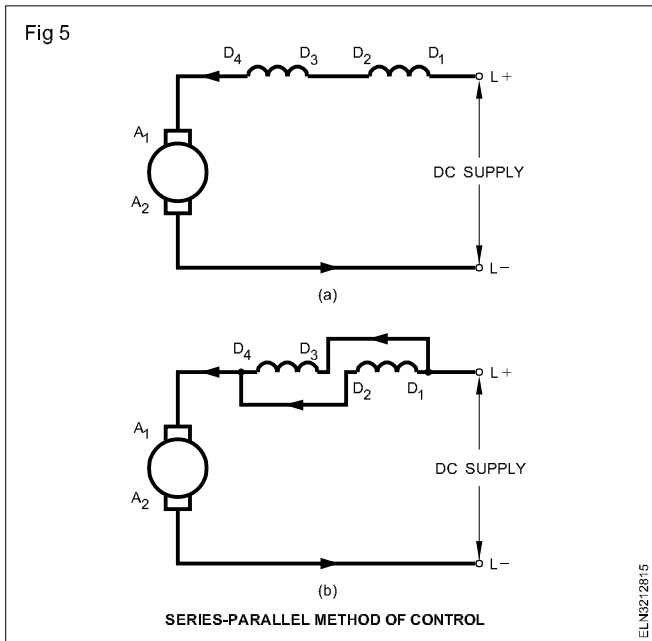 Fig 5
D4 D3 D2 D1
L+
A1
DC SUPPLY
A2
L−
(a)
D4 D3 D2 D1
L+
A1
DC SUPPLY
A2
L−
(b)
SERIES-PARALLEL METHOD OF CONTROL
ELN3212815